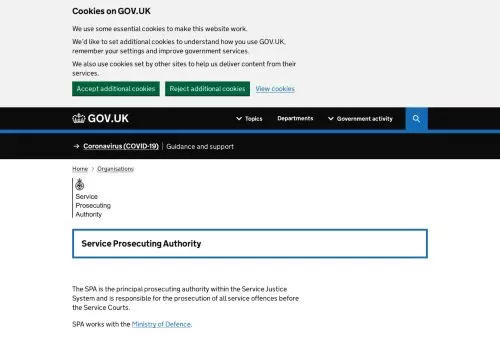 Cookies on GOV.UK
We use some essential cookies to make this website work.
We'd like to set additional cookies to understand how you use GOV.UK,
remember your settings and improve government services.
We also use cookies set by other sites to help us deliver content from their
services.
Accept additional cookies Reject additional cookies View cookies
GOV.UK Topics Departments Government activity
→ Coronavirus (COVID-19) Guidance and support
Home > Organisations
Service
Prosecuting
Authority
Service Prosecuting Authority
The SPA is the principal prosecuting authority within the Service Justice
System and is responsible for the prosecution of all service offences before
the Service Courts.
SPA works with the Ministry of Defence.